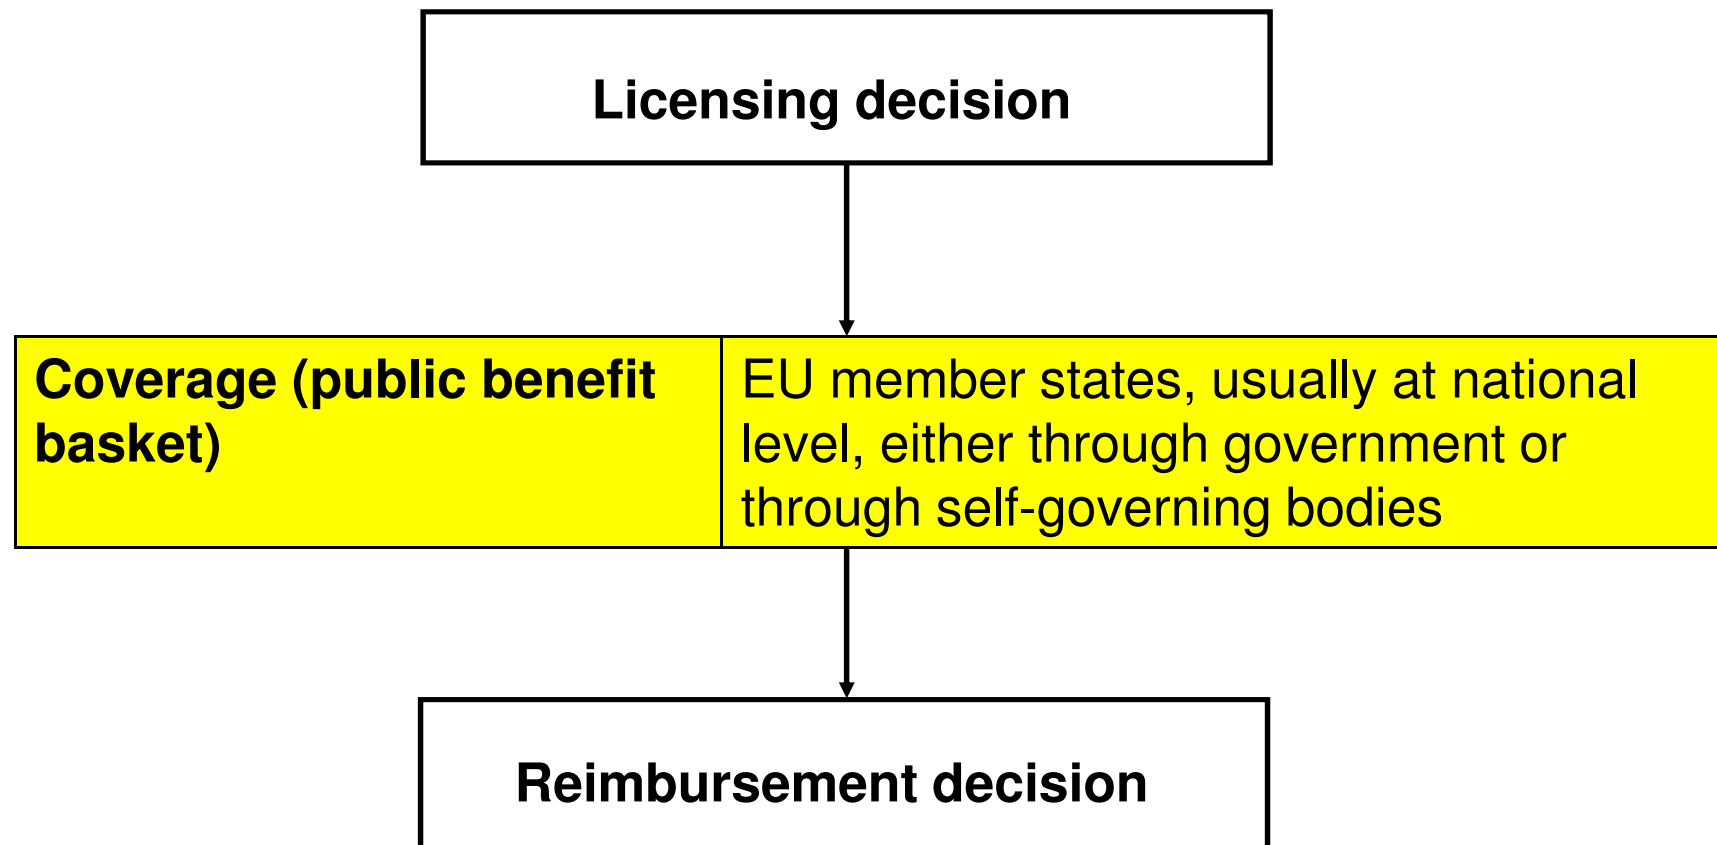 Licensing decision
Coverage (public benefit
basket)
EU member states, usually at national
level, either through government or
through self-governing bodies
Reimbursement decision